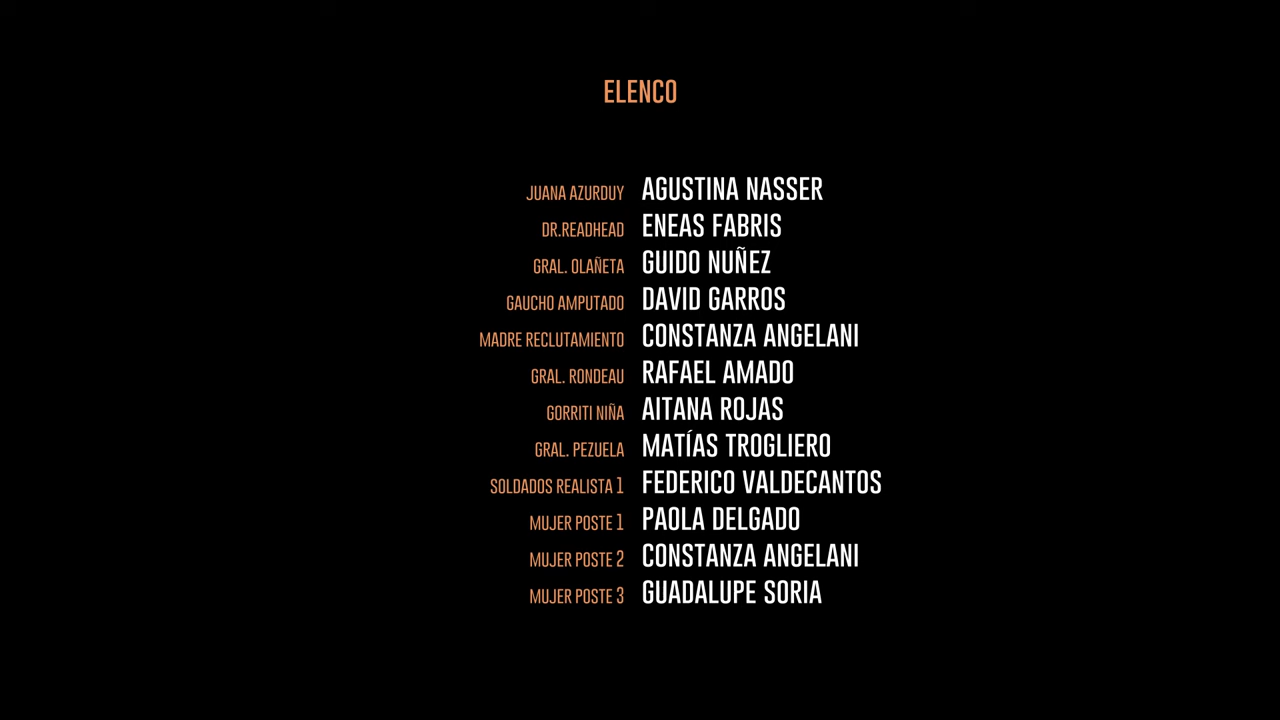 ELENCO
JUANA AZURDUY AGUSTINA NASSER
DR.READHEAD ENEAS FABRIS
GRAL. OLAÑETA GUIDO NUÑEZ
GAUCHO AMPUTADO DAVID GARROS
MADRE RECLUTAMIENTO CONSTANZA ANGELANI
GRAL. RONDEAU RAFAEL AMADO
GORRITI NIÑA AITANA ROJAS
GRAL. PEZUELA MATÍAS TROGLIERO
SOLDADOS REALISTA 1 FEDERICO VALDECANTOS
MUJER POSTE 1 PAOLA DELGADO
MUJER POSTE 2 CONSTANZA ANGELANI
MUJER POSTE 3 GUADALUPE SORIA